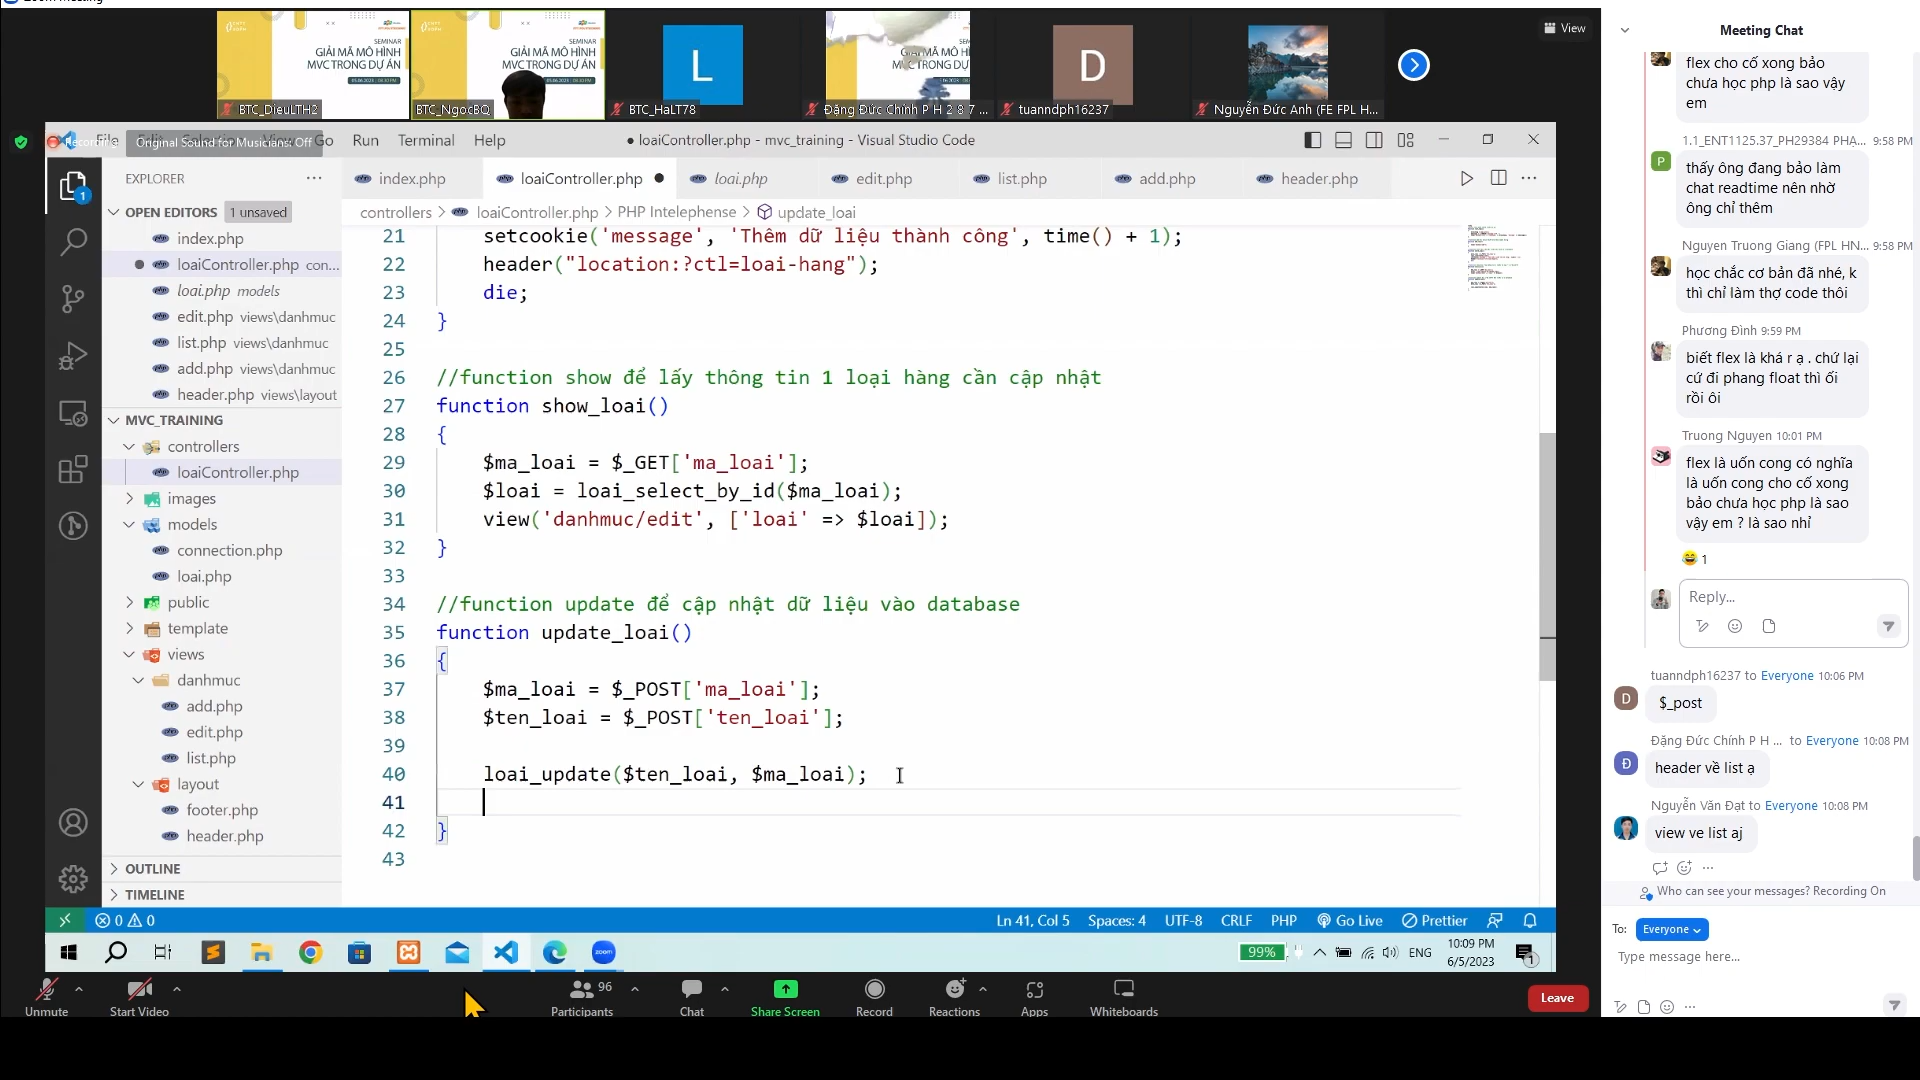 Zoom Meeting
SEMINAR
GIẢI MÃ MÔ HÌNH
MVC TRONG DỰ ÁN
BTC_DieuLTH2
SEMINAR
GIẢI MÃ MÔ HÌNH
MVC TRONG DỰ ÁN
BTC_NgocBQ
L
BTC_HaLT78
Đặng Đức Chính P H 2 8 7 ...
D
tuanndph16237
Nguyễn Đức Anh (FE FPL H...
View
File Edit Selection View Go Run Terminal Help
Recording
Original Sound for Musicians: Off
● loaiController.php - mvc_training - Visual Studio Code
EXPLORER
index.php
loaiController.php
loai.php
edit.php
list.php
add.php
header.php
controllers > loaiController.php > PHP Intelephense > update_loai
1
OPEN EDITORS 1 unsaved
index.php
loaiController.php con...
loai.php models
edit.php views\danhmuc
list.php views\danhmuc
add.php views\danhmuc
header.php views\layout
MVC_TRAINING
controllers
loaiController.php
images
models
connection.php
loai.php
public
template
views
danhmuc
add.php
edit.php
list.php
layout
footer.php
header.php
OUTLINE
TIMELINE
21 setcookie('message', 'Thêm dữ liệu thành công', time() + 1);
22 header("location:?ctl=loai-hang");
23 die;
24 }
25
26 //function show để lấy thông tin 1 loại hàng cần cập nhật
27 function show_loai()
28 {
29 $ma_loai = $_GET['ma_loai'];
30 $loai = loai_select_by_id($ma_loai);
31 view('danhmuc/edit', ['loai' => $loai]);
32 }
33
34 //function update để cập nhật dữ liệu vào database
35 function update_loai()
36 {
37 $ma_loai = $_POST['ma_loai'];
38 $ten_loai = $_POST['ten_loai'];
39
40 loai_update($ten_loai, $ma_loai);
41
42 }
43
0 0 Ln 41, Col 5 Spaces: 4 UTF-8 CRLF PHP Go Live Prettier
99% ENG
10:09 PM
6/5/2023
1
Unmute
Start Video
96
Participants
Chat
Share Screen
Record
Reactions
Apps
Whiteboards
Leave
Meeting Chat
flex cho cố xong bảo
chưa học php là sao vậy
em
1.1_ENT1125.37_PH29384 PHẠ... 9:58 PM
P
thấy ông đang bảo làm
chat readtime nên nhờ
ông chỉ thêm
Nguyen Truong Giang (FPL HN... 9:58 PM
học chắc cơ bản đã nhé, k
thì chỉ làm thợ code thôi
Phương Đình 9:59 PM
biết flex là khá r ạ . chứ lại
cứ đi phang float thì ối
rồi ôi
Truong Nguyen 10:01 PM
flex là uốn cong có nghĩa
là uốn cong cho cố xong
bảo chưa học php là sao
vậy em ? là sao nhỉ
1
Reply...
tuanndph16237 to Everyone 10:06 PM
D
$_post
Đặng Đức Chính P H ... to Everyone 10:08 PM
Đ
header về list ạ
Nguyễn Văn Đạt to Everyone 10:08 PM
view ve list aj
Who can see your messages? Recording On
To: Everyone
Type message here...